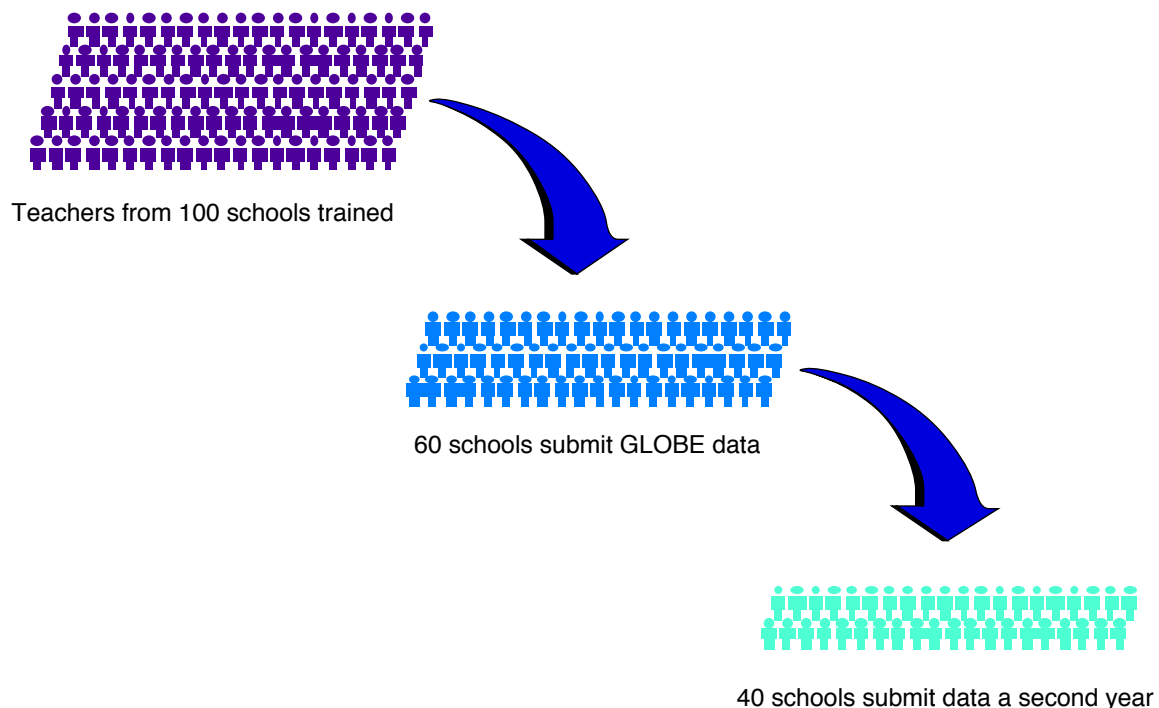 Teachers from 100 schools trained
60 schools submit GLOBE data
40 schools submit data a second year